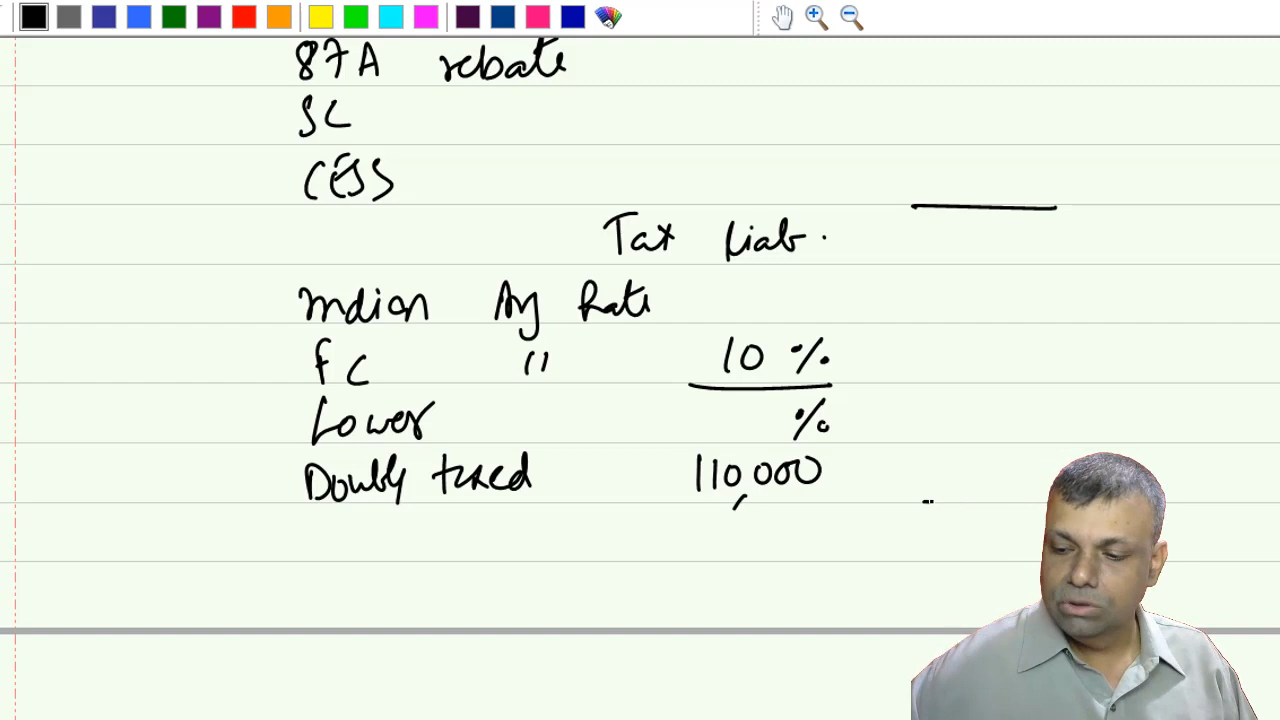 87A rebate
SC
CESS
Tax Liab.
Indian Avg Rate
FC " 10 %
Lower %
Doubly taxed 110,000